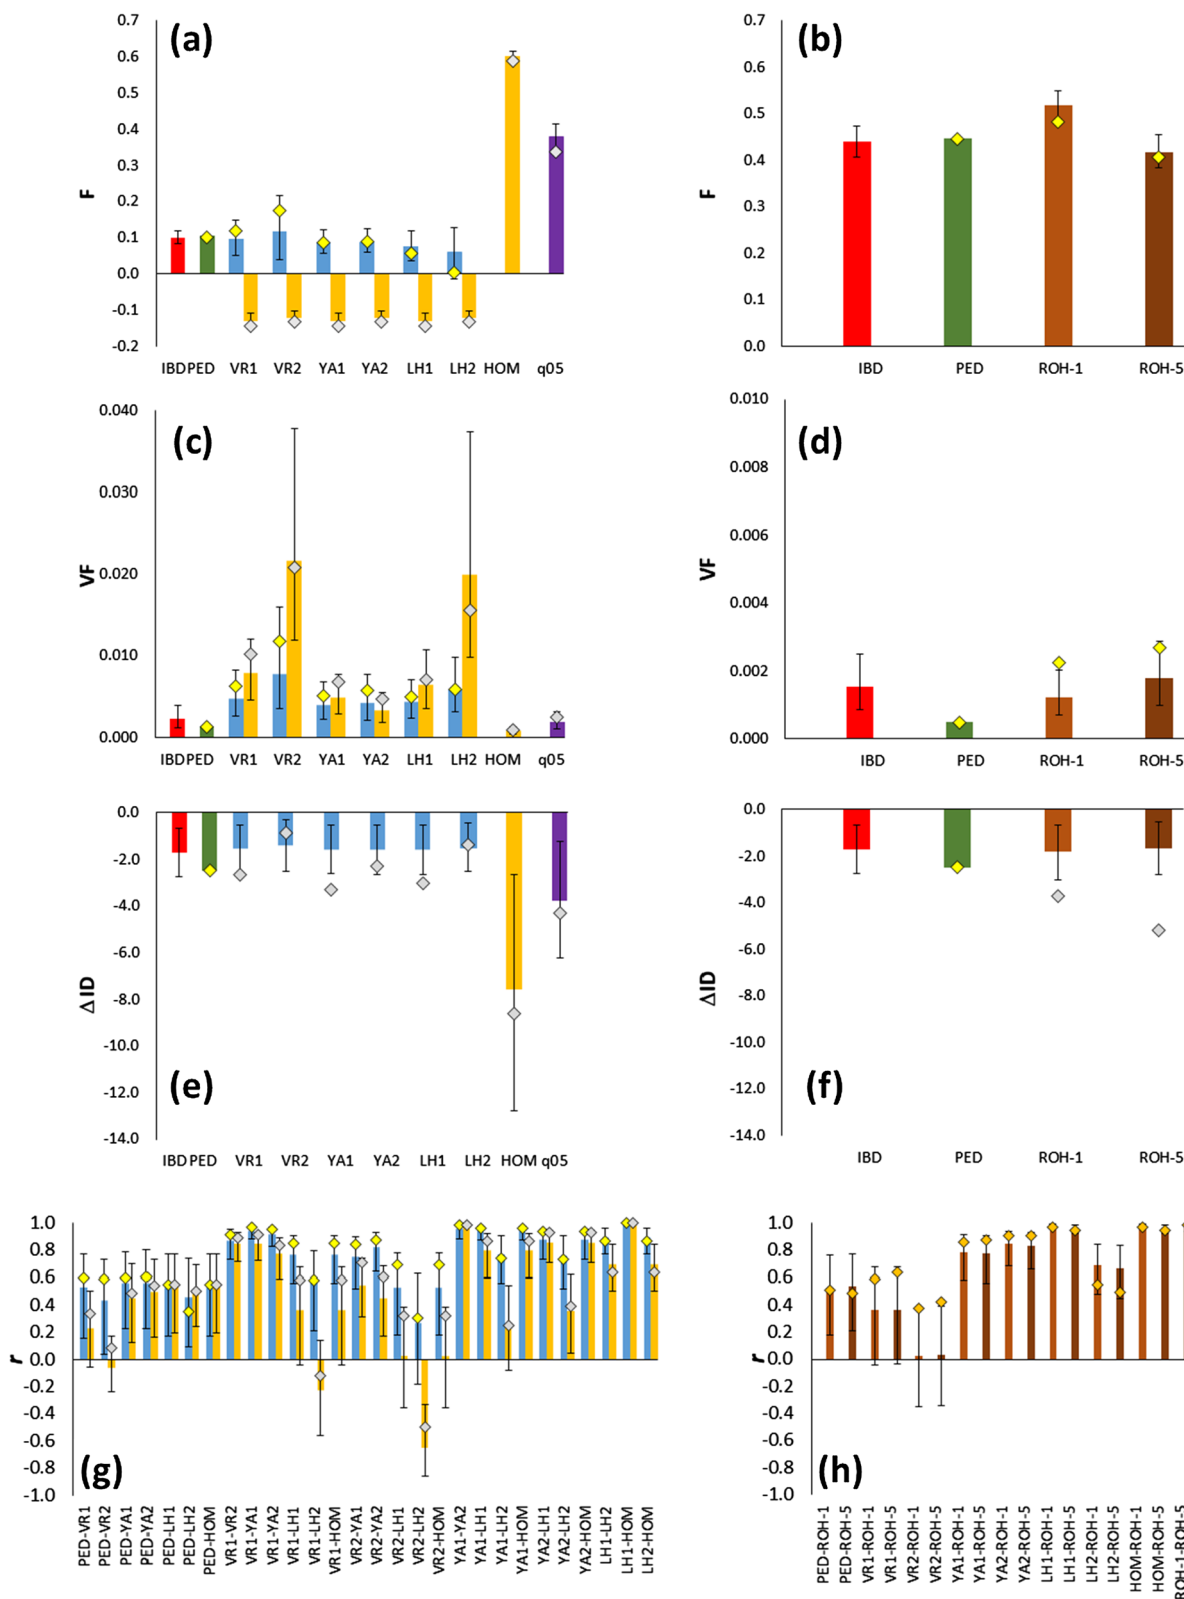 (a)
0.7
0.6
0.5
0.4
0.3
0.2
0.1
0.0
-0.1
-0.2
F
IBD PED VR1 VR2 YA1 YA2 LH1 LH2 HOM q05
(b)
0.7
0.6
0.5
0.4
0.3
0.2
0.1
0.0
F
IBD PED ROH-1 ROH-5
(c)
0.040
0.030
0.020
0.010
0.000
VF
IBD PED VR1 VR2 YA1 YA2 LH1 LH2 HOM q05
(d)
0.010
0.008
0.006
0.004
0.002
0.000
VF
IBD PED ROH-1 ROH-5
(e)
0.0
-2.0
-4.0
-6.0
-8.0
-10.0
-12.0
-14.0
Δ ID
IBD PED VR1 VR2 YA1 YA2 LH1 LH2 HOM q05
(f)
0.0
-2.0
-4.0
-6.0
-8.0
-10.0
-12.0
-14.0
ΔID
IBD PED ROH-1 ROH-5
(g)
1.0
0.8
0.6
0.4
0.2
0.0
-0.2
-0.4
-0.6
-0.8
-1.0
r
PED-VR1
PED-VR2
PED-YA1
PED-YA2
PED-LH1
PED-LH2
PED-HOM
VR1-VR2
VR1-YA1
VR1-YA2
VR1-LH1
VR1-LH2
VR1-HOM
VR2-YA1
VR2-YA2
VR2-LH1
VR2-LH2
VR2-HOM
YA1-YA2
YA1-LH1
YA1-LH2
YA1-HOM
YA2-LH1
YA2-LH2
YA2-HOM
LH1-LH2
LH1-HOM
LH2-HOM
(h)
1.0
0.8
0.6
0.4
0.2
0.0
-0.2
-0.4
-0.6
-0.8
-1.0
r
PED-ROH-1
PED-ROH-5
VR1-ROH-1
VR1-ROH-5
VR2-ROH-1
VR2-ROH-5
YA1-ROH-1
YA1-ROH-5
YA2-ROH-1
YA2-ROH-5
LH1-ROH-1
LH1-ROH-5
LH2-ROH-1
LH2-ROH-5
HOM-ROH-1
HOM-ROH-5
ROH-1-ROH-5